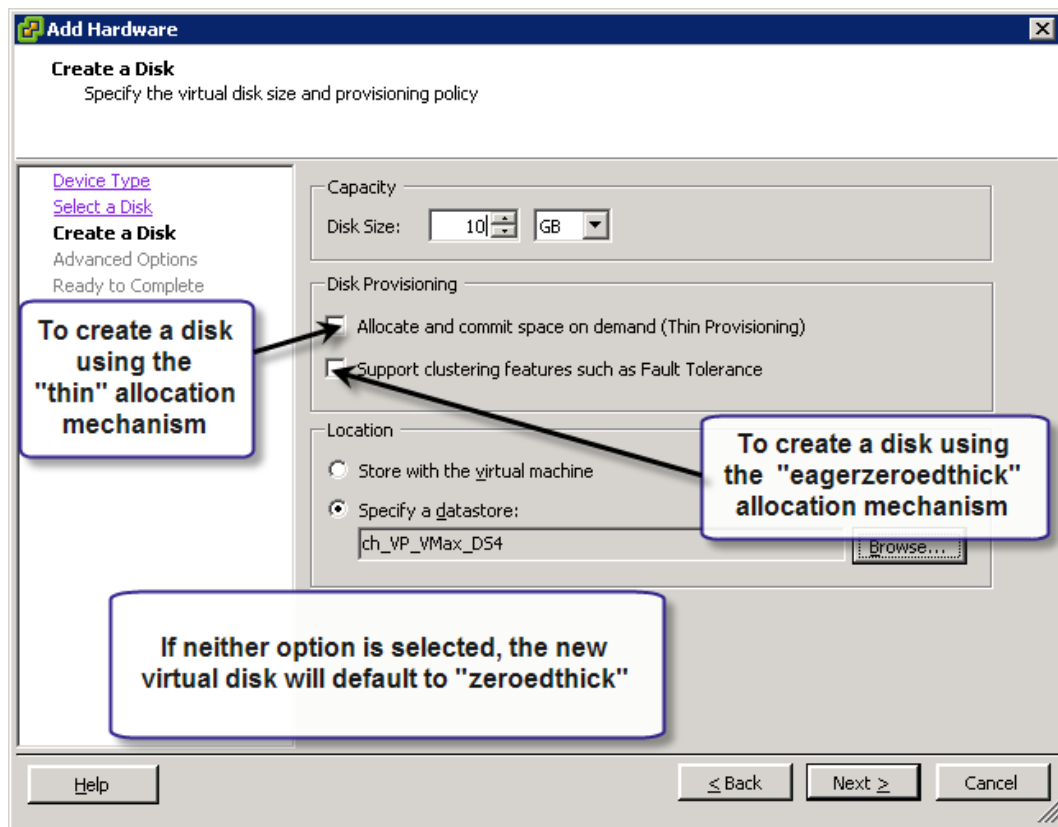 Add Hardware
Create a Disk
Specify the virtual disk size and provisioning policy
Device Type
Select a Disk
Create a Disk
Advanced Options
Ready to Complete
Capacity
Disk Size: 10 GB
Disk Provisioning
Allocate and commit space on demand (Thin Provisioning)
Support clustering features such as Fault Tolerance
To create a disk
using the
"thin" allocation
mechanism
Location
Store with the virtual machine
Specify a datastore:
ch_VP_VMax_DS4
Browse...
To create a disk using
the "eagerzeroedthick"
allocation mechanism
If neither option is selected, the new
virtual disk will default to "zeroedthick"
Help
< Back
Next >
Cancel